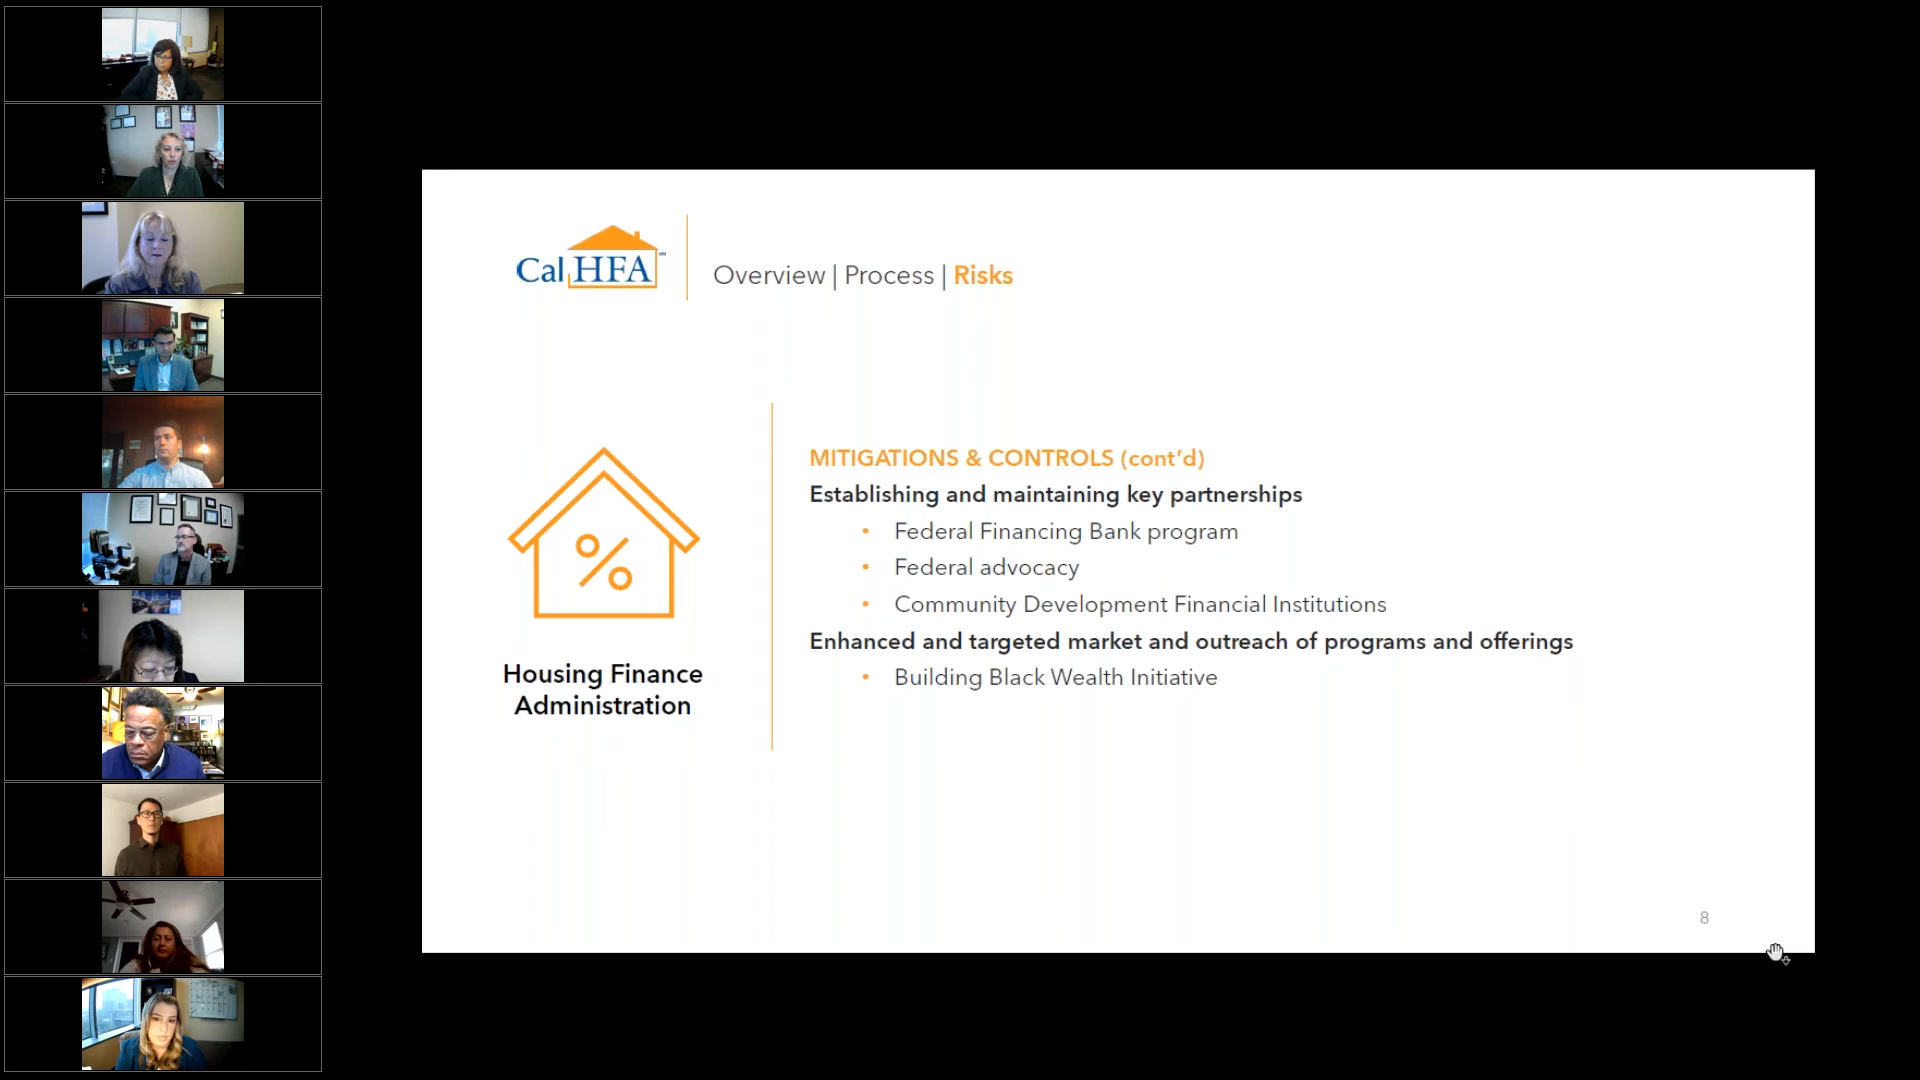 Cal HFA SM
Overview | Process | Risks
%
Housing Finance
Administration
MITIGATIONS & CONTROLS (cont’d)
Establishing and maintaining key partnerships
• Federal Financing Bank program
• Federal advocacy
• Community Development Financial Institutions
Enhanced and targeted market and outreach of programs and offerings
• Building Black Wealth Initiative
8